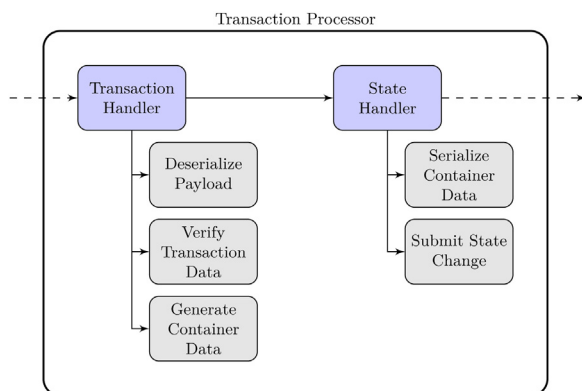 Transaction Processor
Transaction
Handler
State
Handler
Deserialize
Payload
Verify
Transaction
Data
Generate
Container
Data
Serialize
Container
Data
Submit State
Change